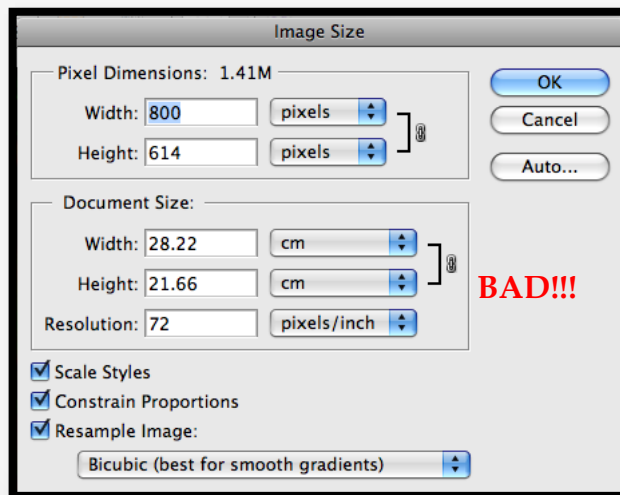 Image Size
Pixel Dimensions: 1.41M
Width: 800 pixels
Height: 614 pixels
OK
Cancel
Auto...
Document Size:
Width: 28.22 cm
Height: 21.66 cm
Resolution: 72 pixels/inch
BAD!!!
Scale Styles
Constrain Proportions
Resample Image:
Bicubic (best for smooth gradients)